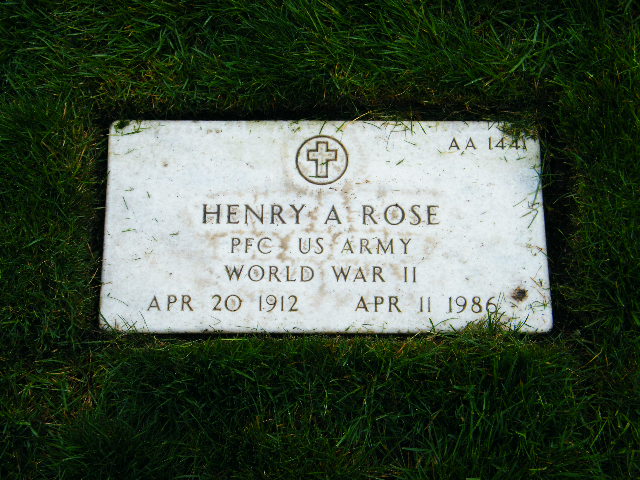 AA 1441
HENRY A ROSE
PFC US ARMY
WORLD WAR II
APR 20 1912 APR 11 1986